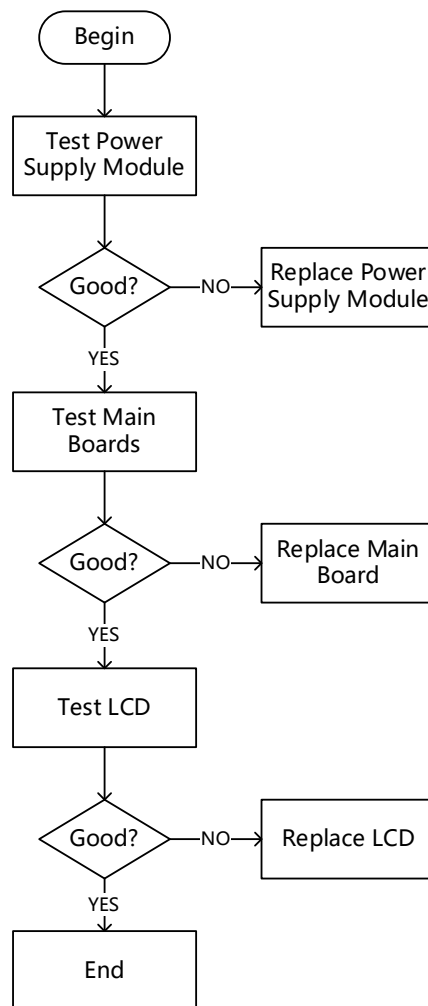 Begin
Test Power
Supply Module
Good?
NO
Replace Power
Supply Module
YES
Test Main
Boards
Good?
NO
Replace Main
Board
YES
Test LCD
Good?
NO
Replace LCD
YES
End